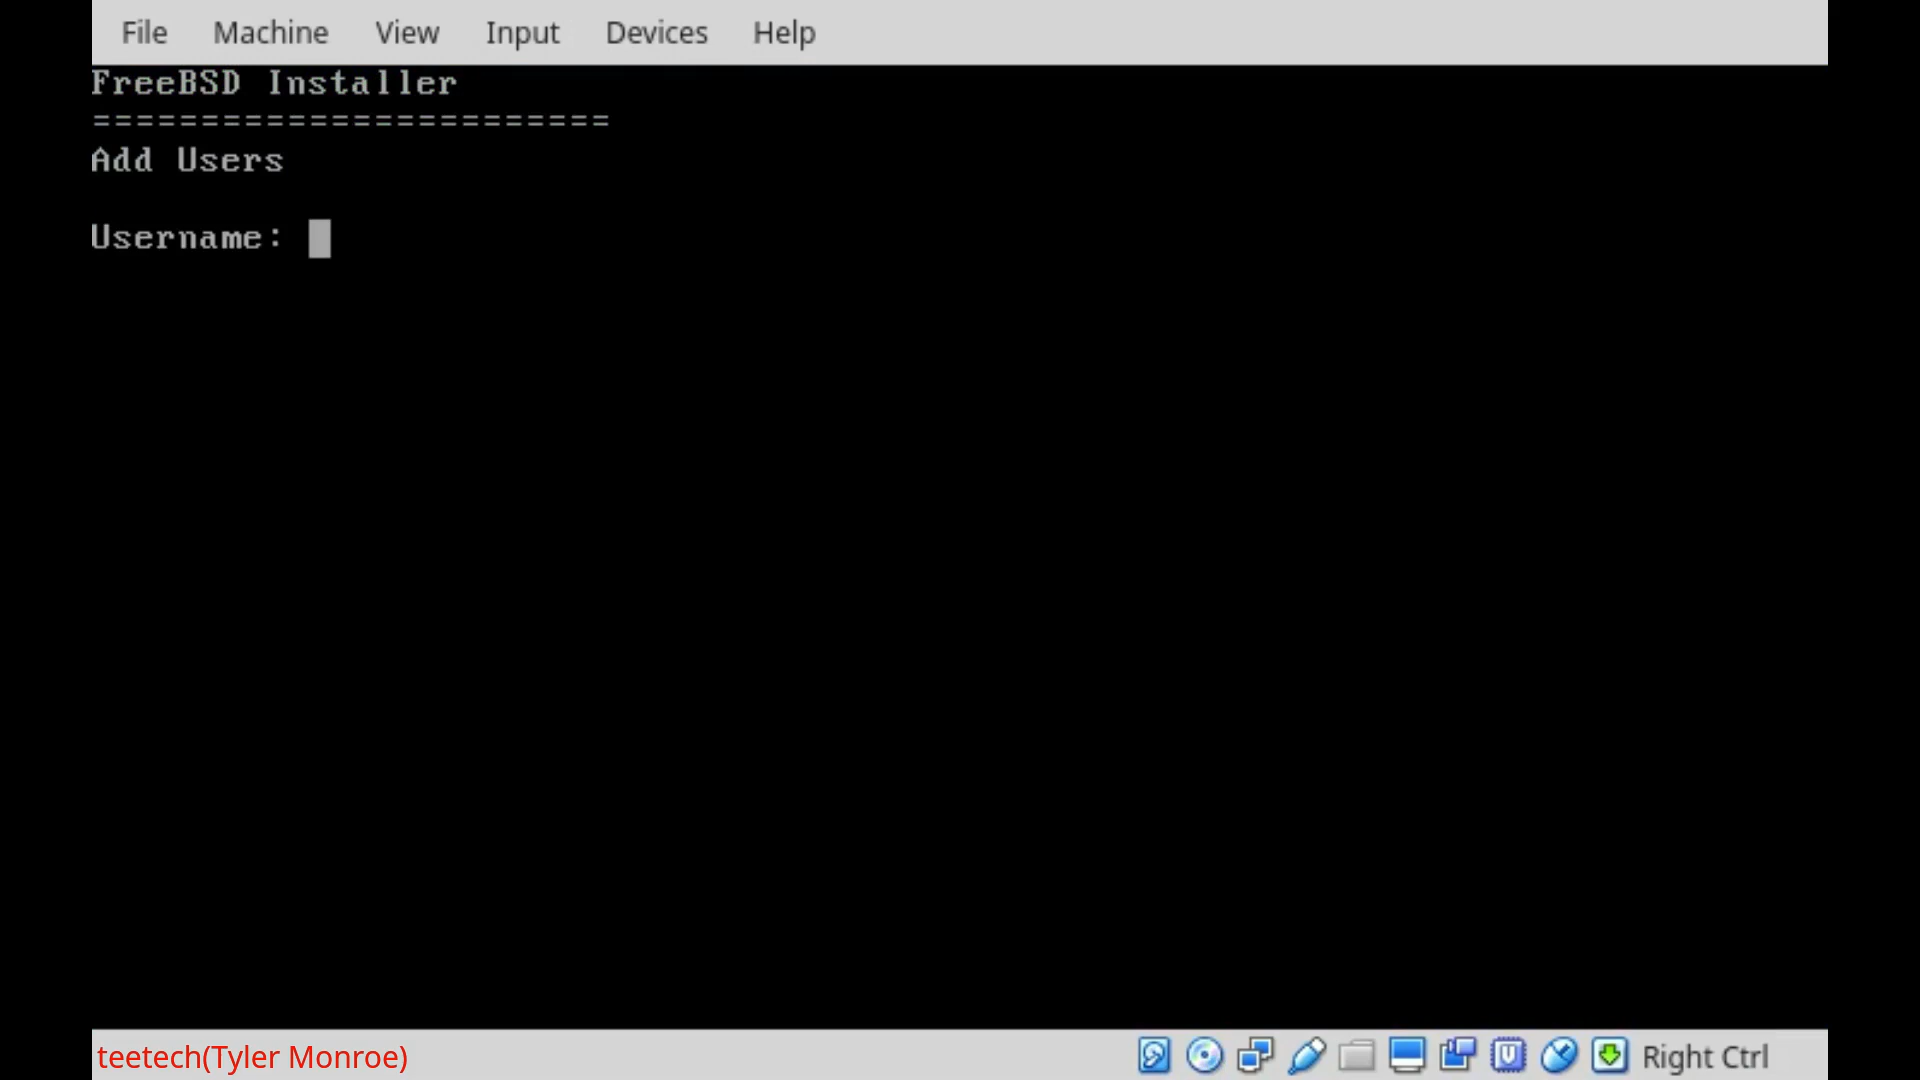 File Machine View Input Devices Help
FreeBSD Installer
========================
Add Users
Username:
teetech(Tyler Monroe) Right Ctrl